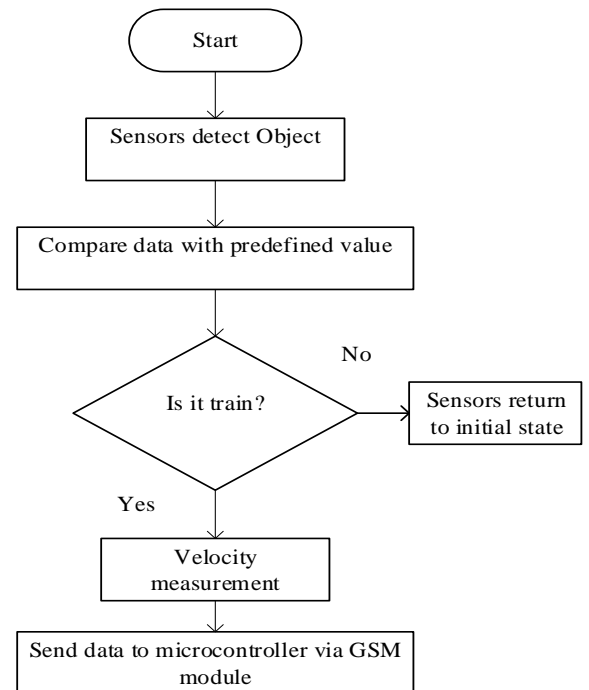 Start
Sensors detect Object
Compare data with predefined value
No
Is it train?
Sensors return
to initial state
Yes
Velocity
measurement
Send data to microcontroller via GSM
module